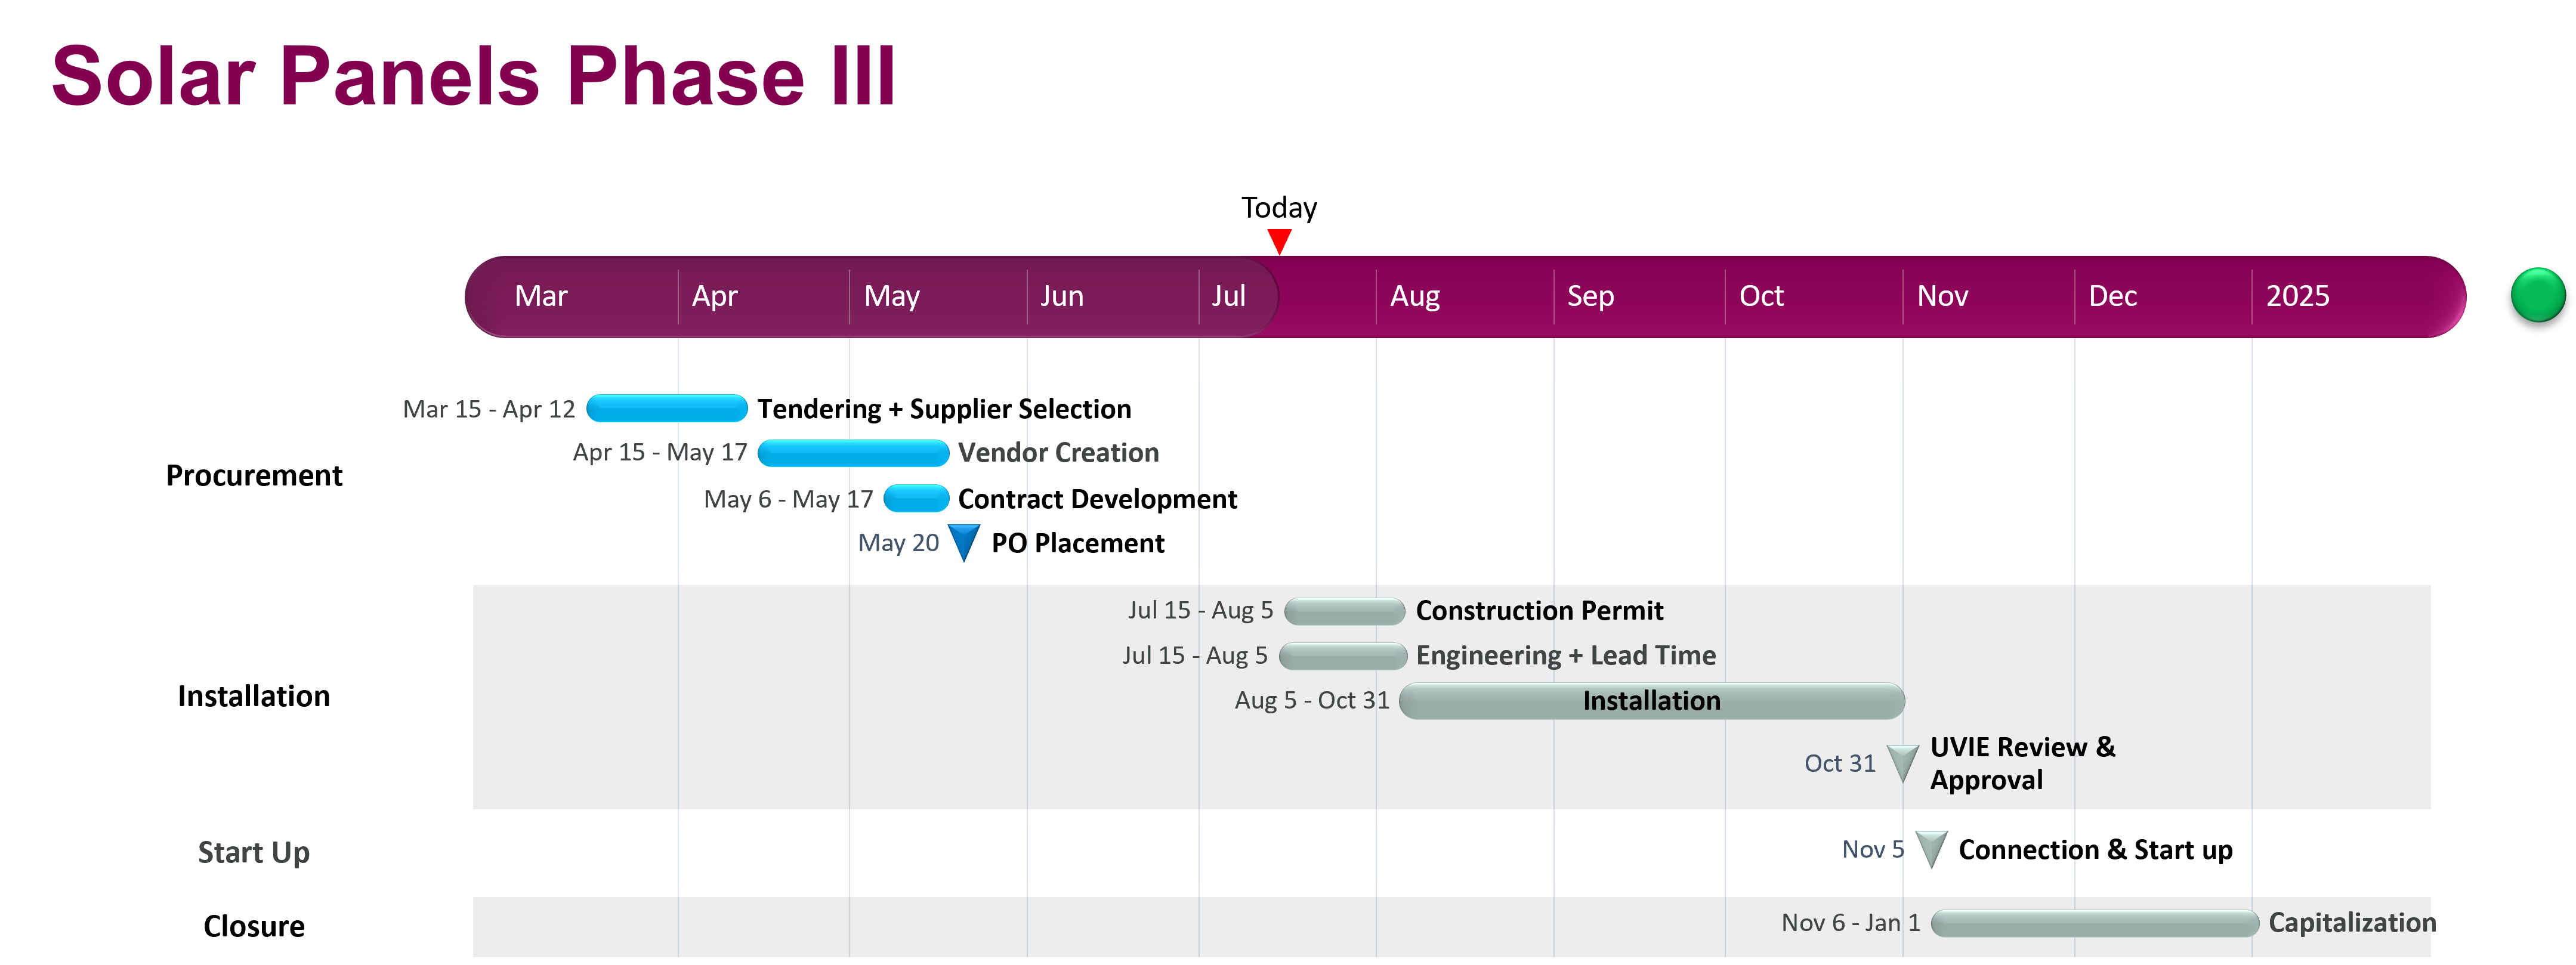 Solar Panels Phase III
Today
Mar Apr May Jun Jul Aug Sep Oct Nov Dec 2025
Procurement
Mar 15 - Apr 12 Tendering + Supplier Selection
Apr 15 - May 17 Vendor Creation
May 6 - May 17 Contract Development
May 20 PO Placement
Installation
Jul 15 - Aug 5 Construction Permit
Jul 15 - Aug 5 Engineering + Lead Time
Aug 5 - Oct 31 Installation
Oct 31 UVIE Review &
Approval
Start Up
Nov 5 Connection & Start up
Closure
Nov 6 - Jan 1 Capitalization